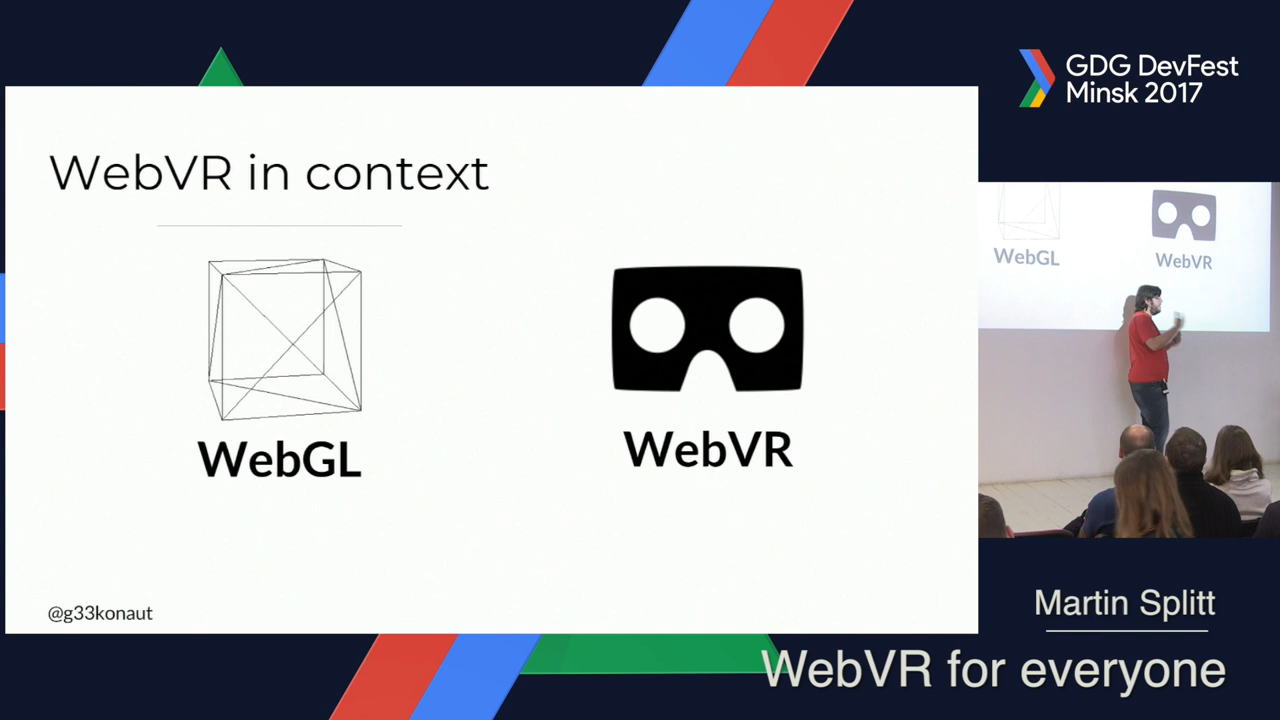 GDG DevFest
Minsk 2017
WebVR in context
WebGL
WebVR
@g33konaut
WebGL
WebVR
Martin Splitt
WebVR for everyone